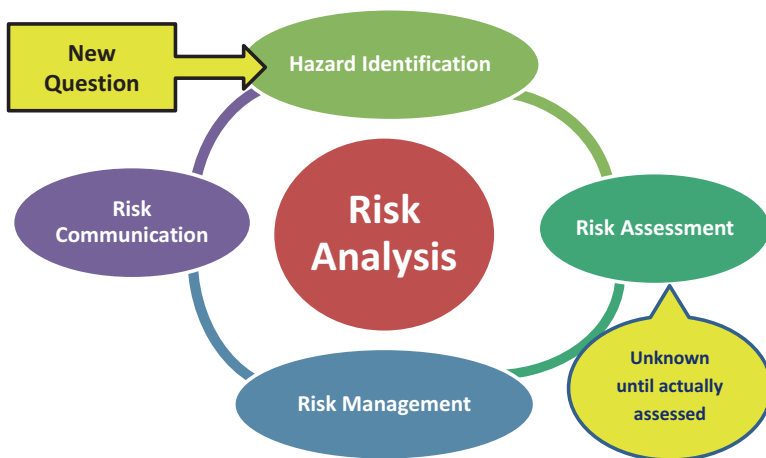 New
Question
Hazard Identification
Risk
Communication
Risk
Analysis
Risk Assessment
Risk Management
Unknown
until actually
assessed